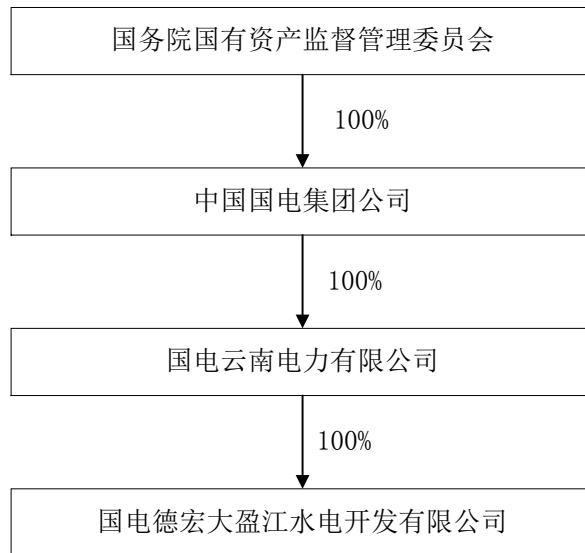 国务院国有资产监督管理委员会
100%
中国国电集团公司
100%
国电云南电力有限公司
100%
国电德宏大盈江水电开发有限公司